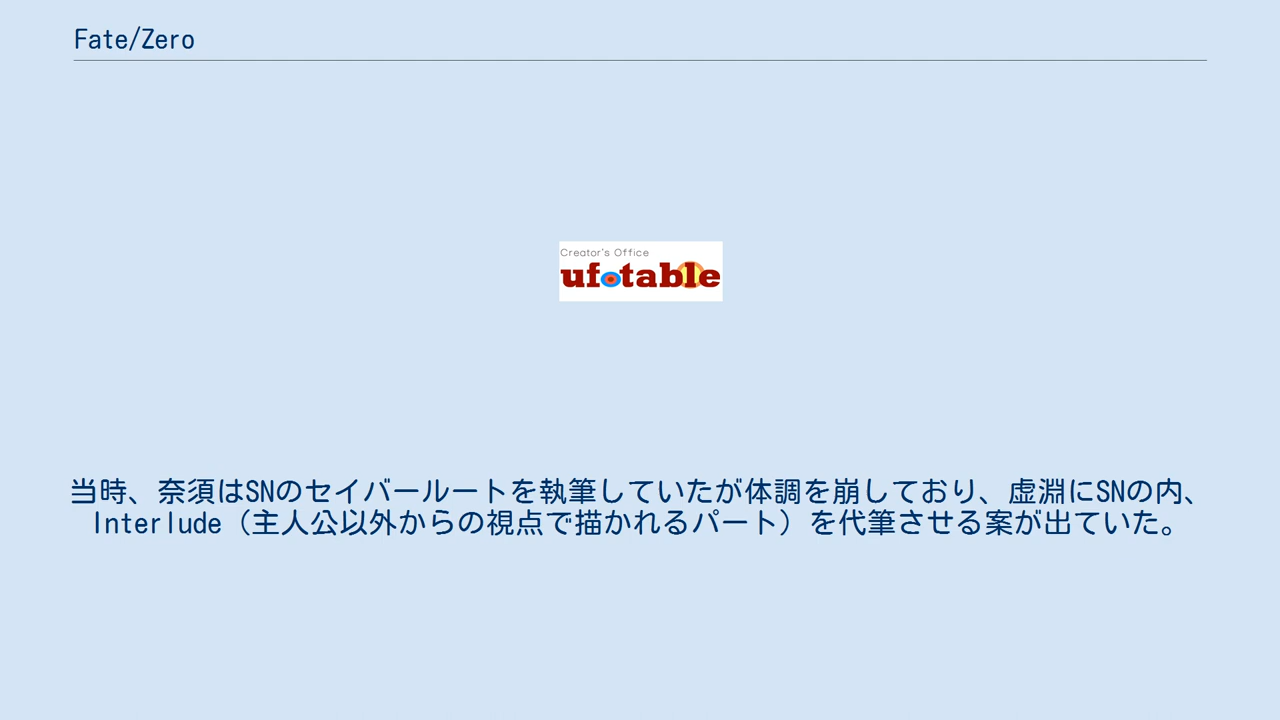 Fate/Zero
Creator's Office
ufotable
当時、奈須はSNのセイバールートを執筆していたが体調を崩しており、虚淵にSNの内、
Interlude（主人公以外からの視点で描かれるパート）を代筆させる案が出ていた。